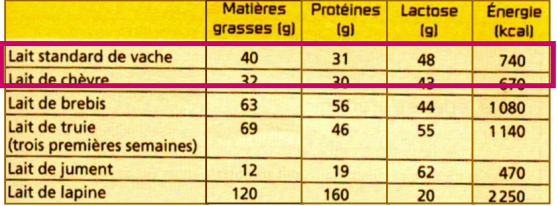 Matières grasses (g) Protéines (g) Lactose (g) Énergie (kcal)
Lait standard de vache 40 31 48 740
Lait de chèvre 32 30 43 670
Lait de brebis 63 56 44 1 080
Lait de truie (trois premières semaines) 69 46 55 1 140
Lait de jument 12 19 62 470
Lait de lapine 120 160 20 2 250